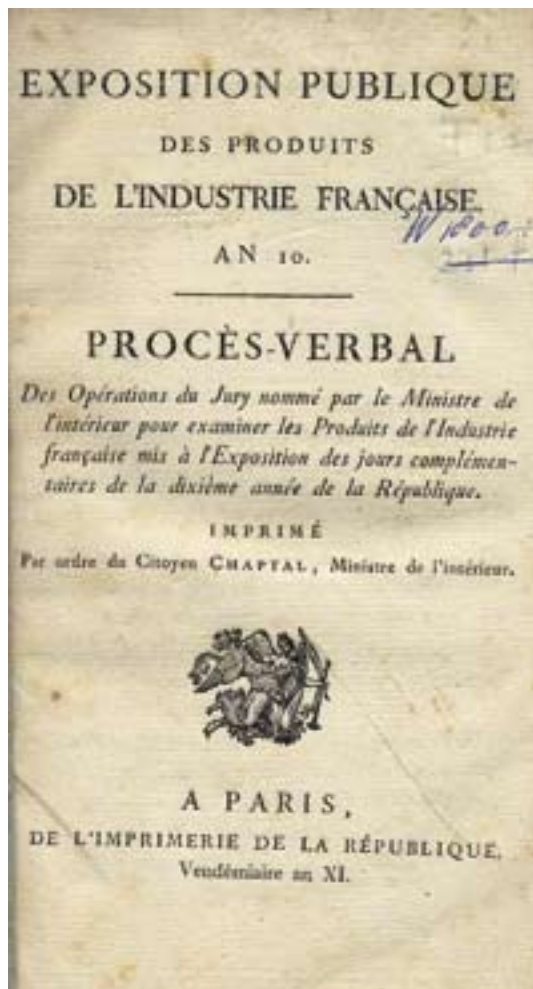 EXPOSITION PUBLIQUE
DES PRODUITS
DE L'INDUSTRIE FRANÇAISE.
W 1800.
AN 10.
PROCÈS-VERBAL
Des Opérations du Jury nommé par le Ministre de
l'intérieur pour examiner les Produits de l'Industrie
française mis à l'Exposition des jours complémen-
taires de la dixième année de la République.
IMPRIMÉ
Par ordre du Citoyen CHAPTAL, Ministre de l'intérieur.
A PARIS,
DE L'IMPRIMERIE DE LA RÉPUBLIQUE.
Vendémiaire an XI.